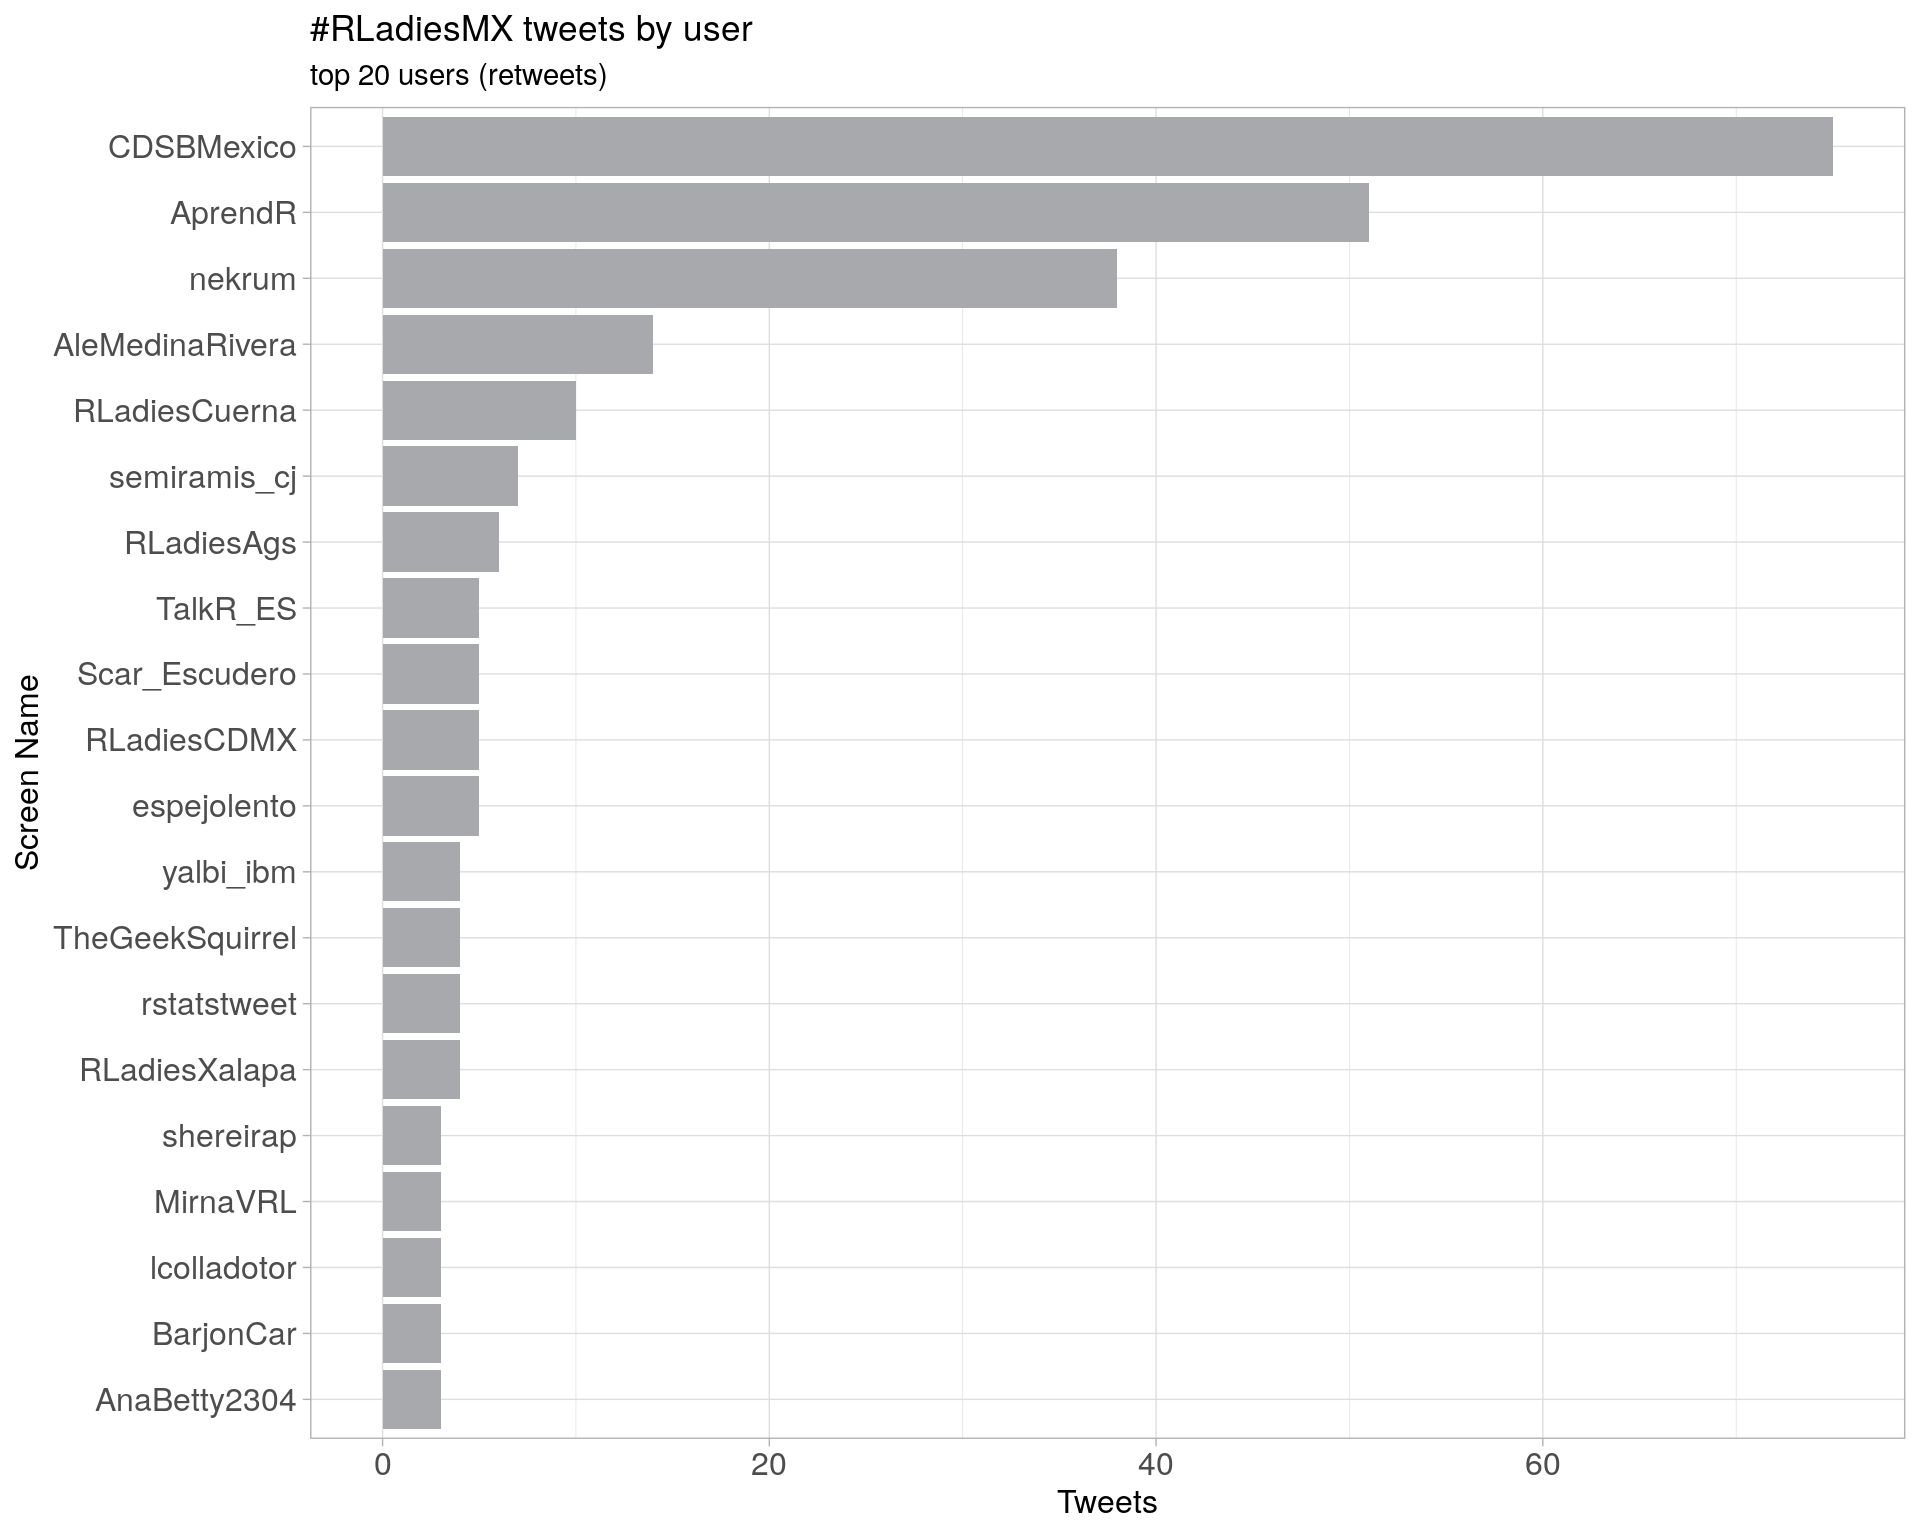 #RLadiesMX tweets by user
top 20 users (retweets)
CDSBMexico
AprendR
nekrum
AleMedinaRivera
RLadiesCuerna
semiramis_cj
RLadiesAgs
TalkR_ES
Scar_Escudero
RLadiesCDMX
espejolento
yalbi_ibm
TheGeekSquirrel
rstatstweet
RLadiesXalapa
shereirap
MirnaVRL
lcolladotor
BarjonCar
AnaBetty2304
Screen Name
0 20 40 60
Tweets